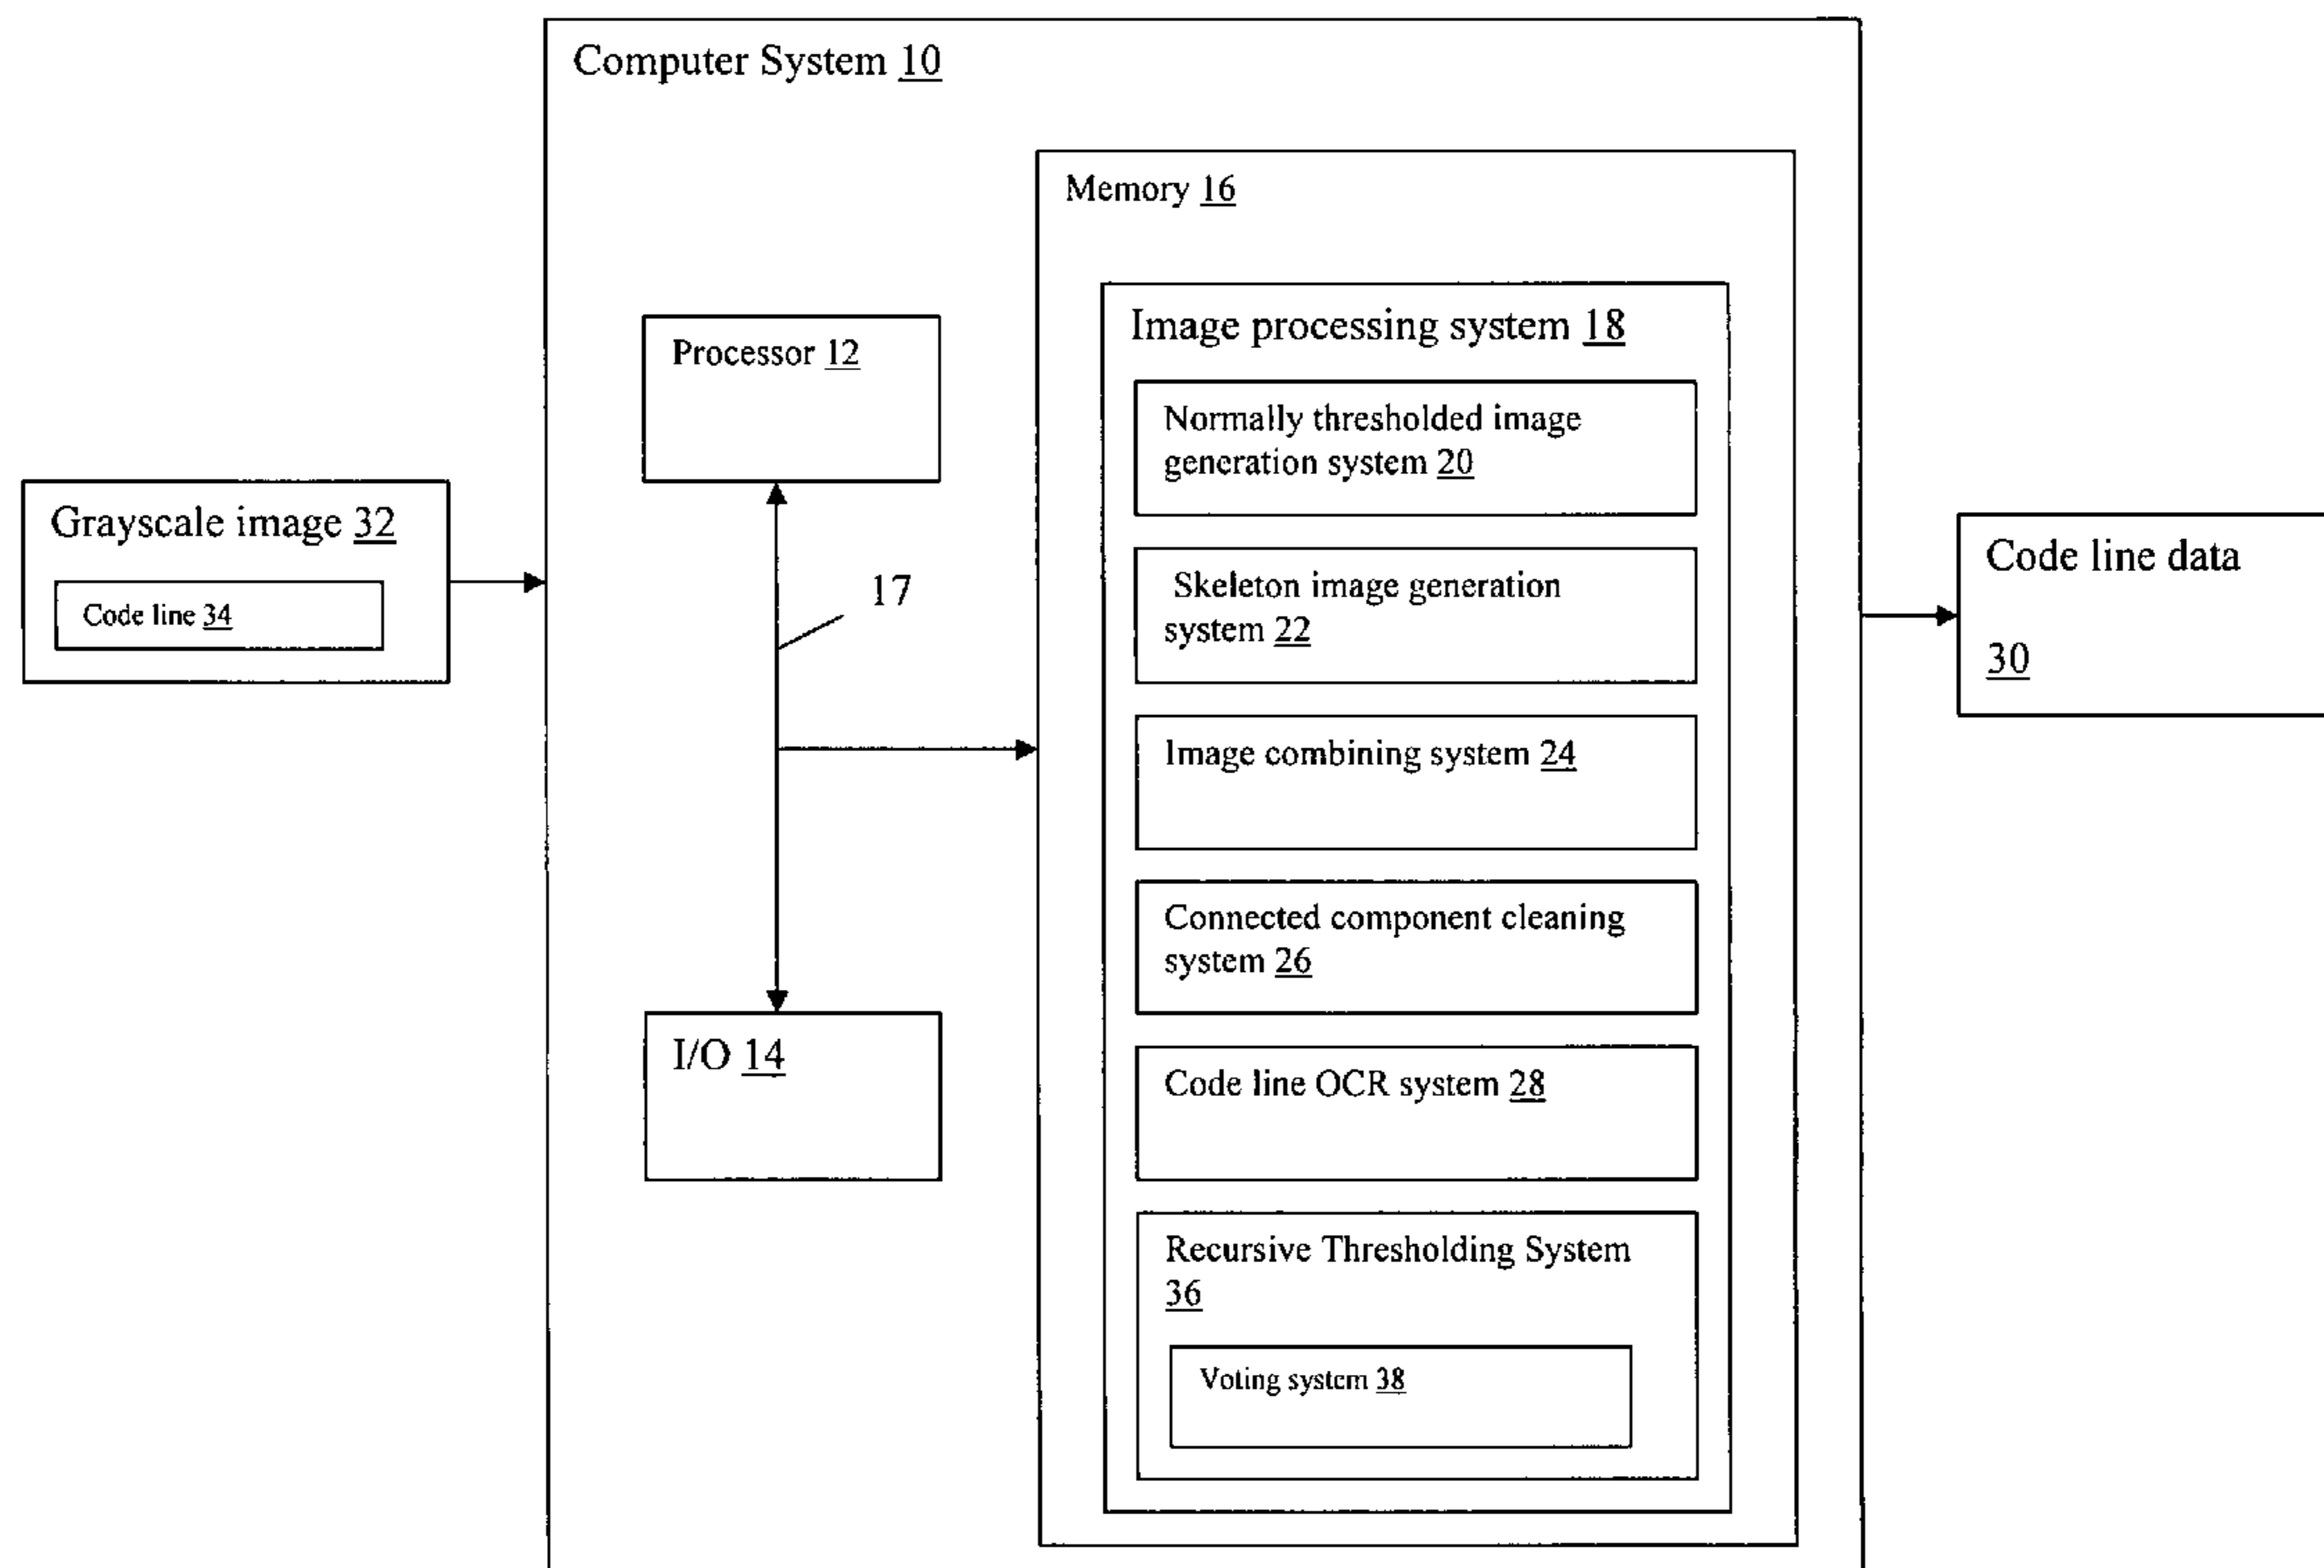 Computer System 10
Memory 16
Image processing system 18
Processor 12
Normally thresholded image
generation system 20
Grayscale image 32
Code line 34
17
Skeleton image generation
system 22
Code line data
30
Image combining system 24
Connected component cleaning
system 26
I/O 14
Code line OCR system 28
Recursive Thresholding System
36
Voting system 38